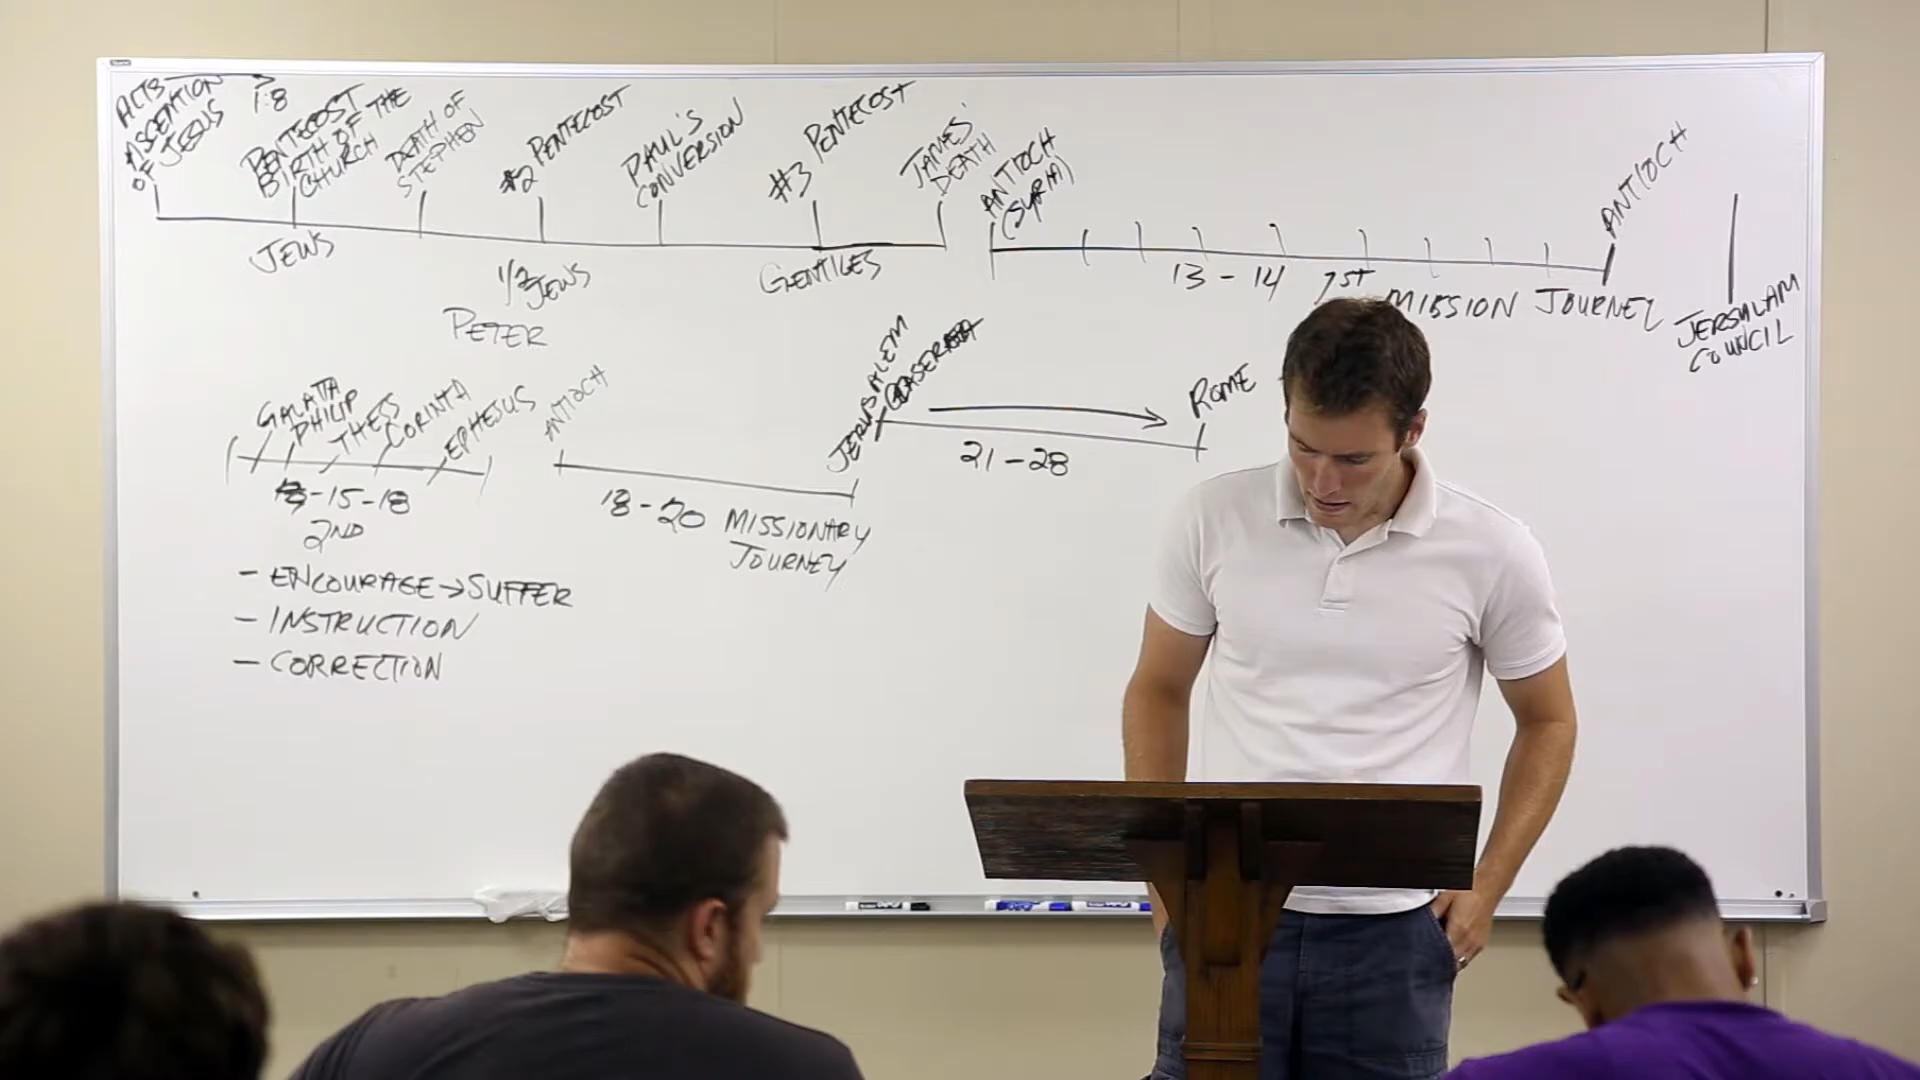 ACTS
1:8
ASCENTION
OF JESUS
PENTECOST
BIRTH OF THE
CHURCH
DEATH OF
STEPHEN
#2 PENTECOST
PAUL'S
CONVERSION
#3 PENTECOST
JAMES'
DEATH
JEWS
1/2 JEWS
GENTILES
PETER
ANTIOCH
(SYRIA)
ANTIOCH
13 - 14 1ST MISSION JOURNEY
JERSULAM
COUNCIL
GALATIA
PHILIP
THESS
CORINTH
EPHESUS
15 - 18
2ND
- ENCOURAGE → SUFFER
- INSTRUCTION
- CORRECTION
ANTIOCH
JERUSALEM
18 - 20 MISSIONARY
JOURNEY
ROME
21 - 28